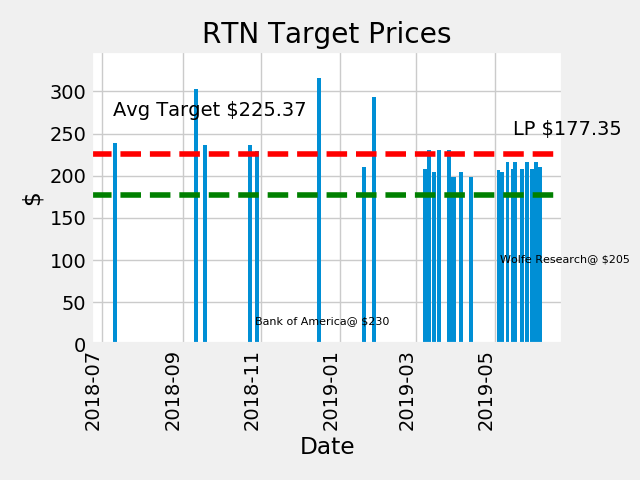 RTN Target Prices
300
Avg Target $225.37
LP $177.35
250
200
150
100
Wolfe Research@ $205
50
Bank of America@ $230
0
$
2018-07
2018-09
2018-11
2019-01
2019-03
2019-05
Date